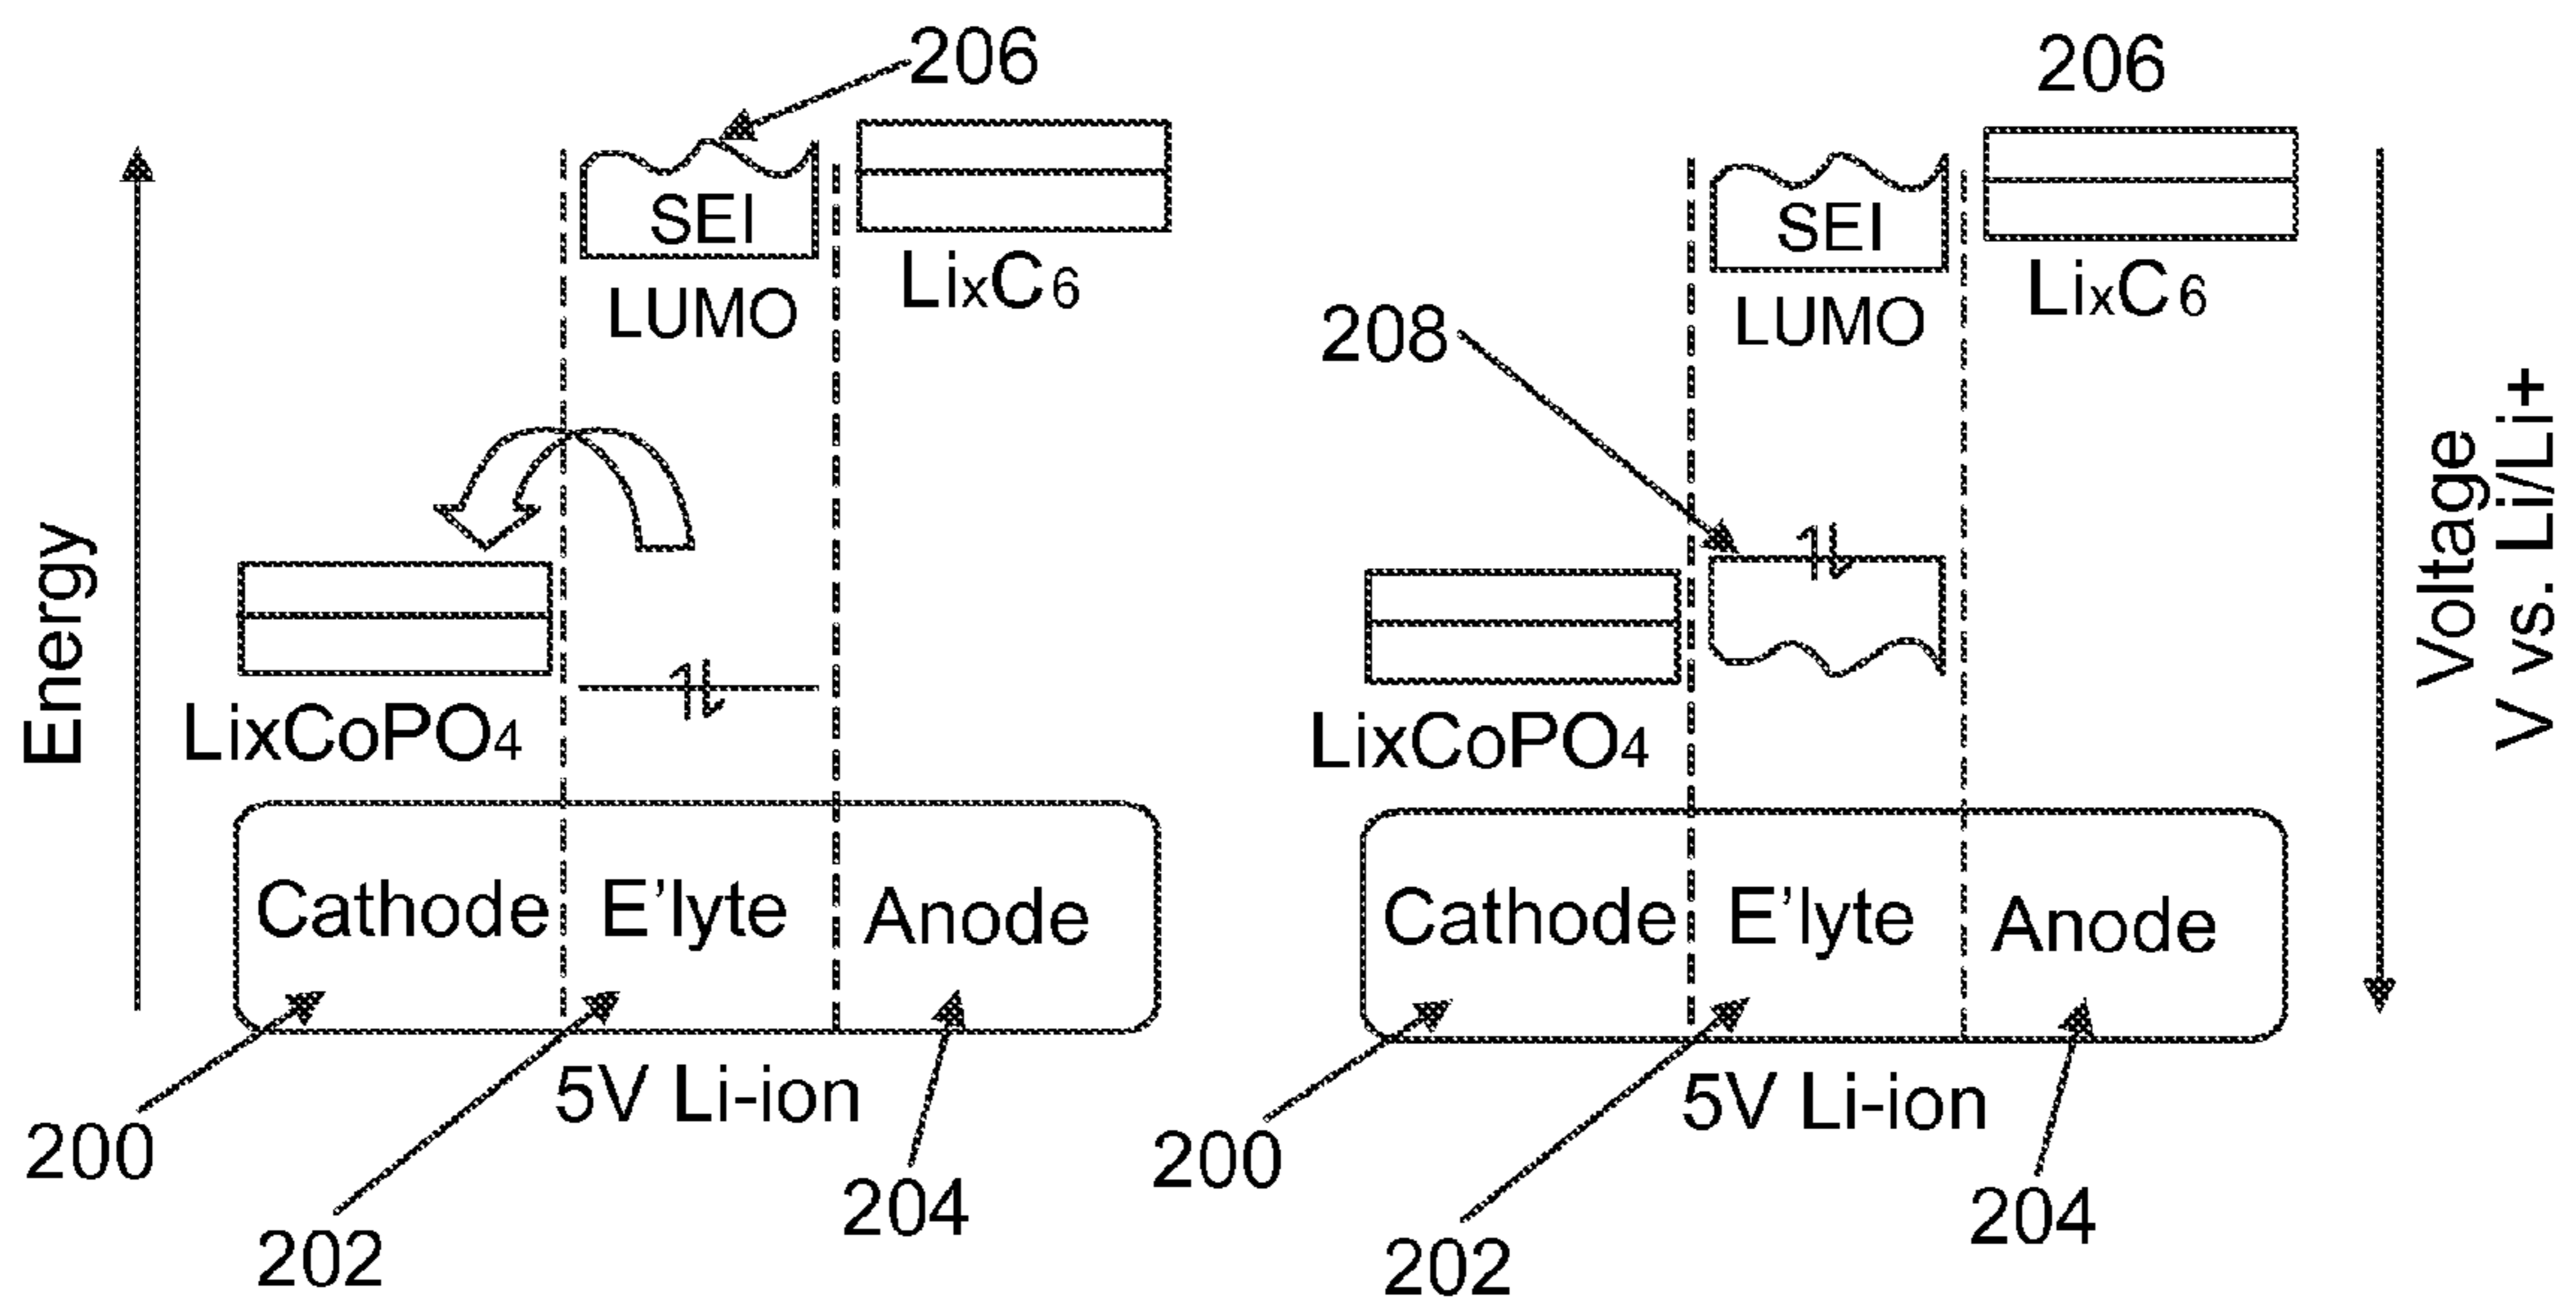 206
SEI
LUMO
LixC6
Energy
LixCoPO4
Cathode
E'lyte
Anode
5V Li-ion
200
202
204
206
SEI
LUMO
LixC6
208
LixCoPO4
Voltage
V vs. Li/Li+
Cathode
E'lyte
Anode
5V Li-ion
200
202
204